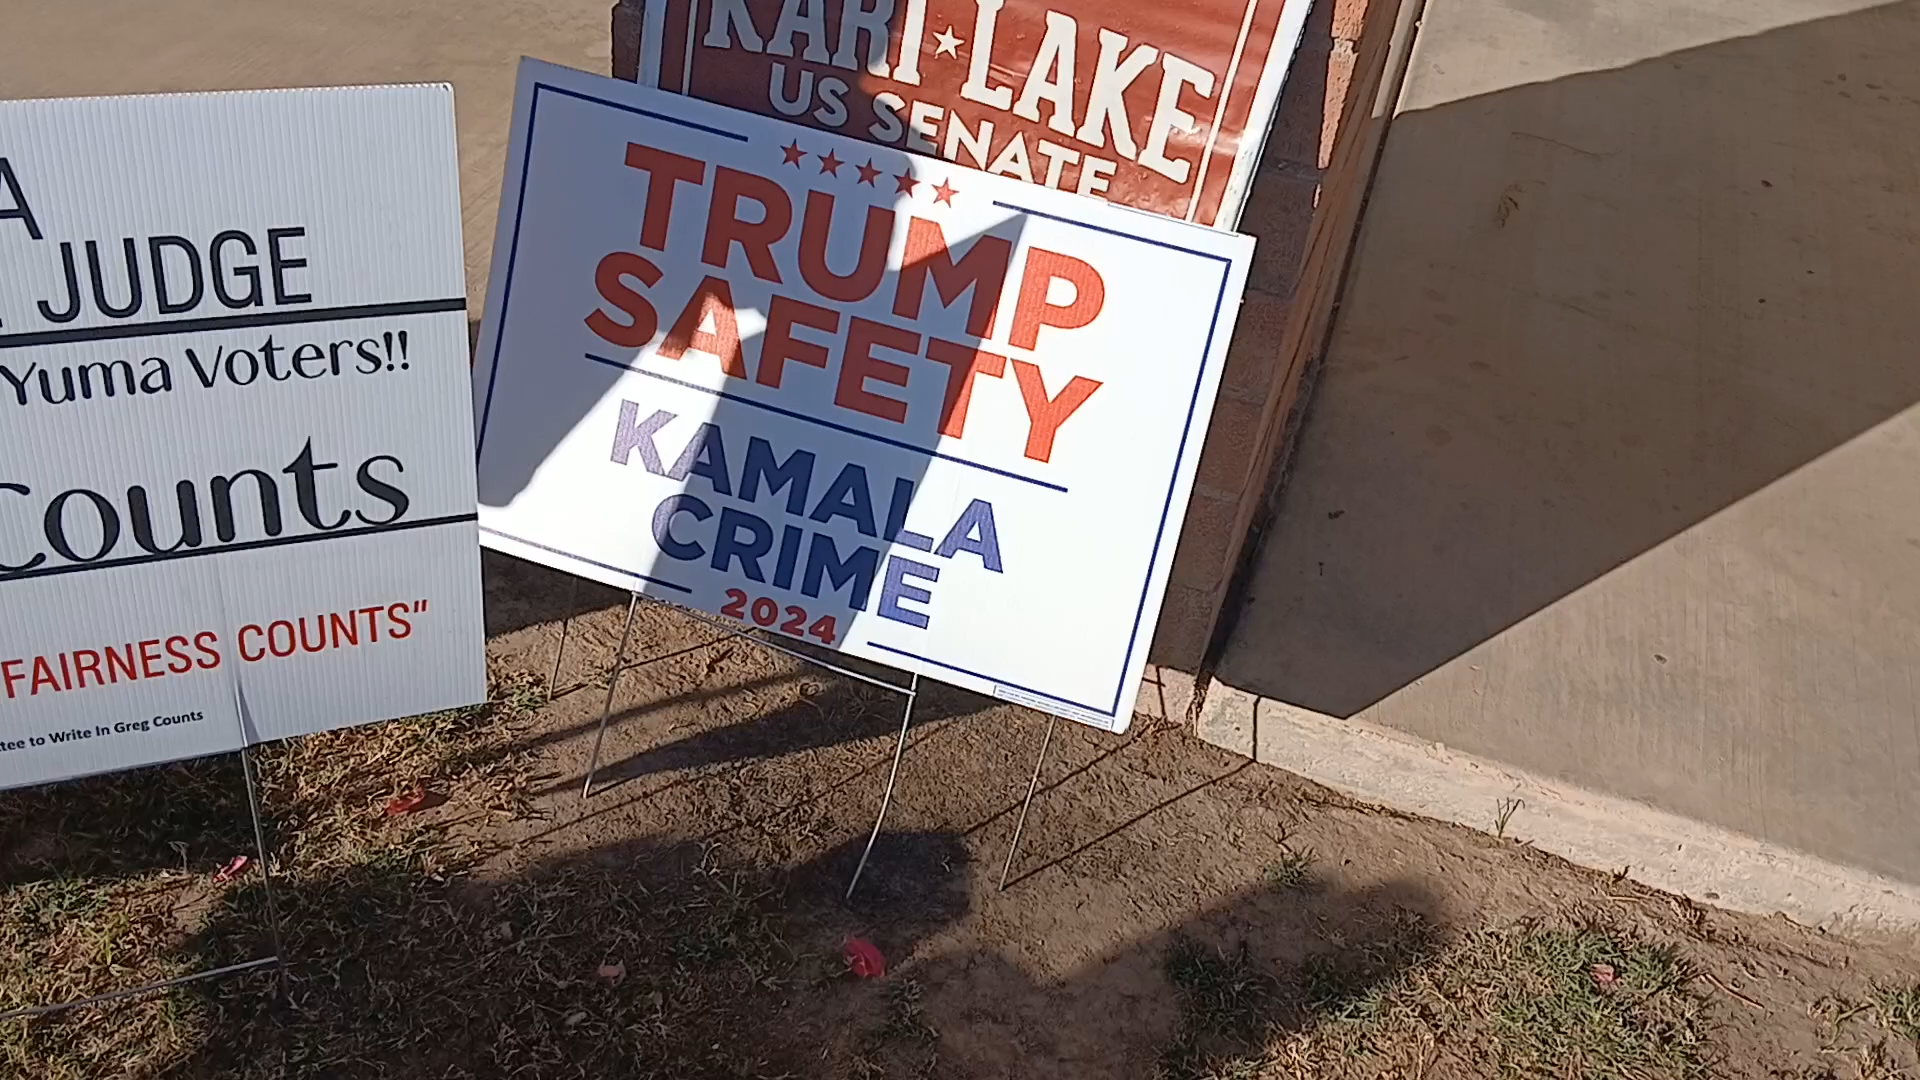 KARI★LAKE
US SENATE
A
JUDGE
Yuma Voters!!
Counts
FAIRNESS COUNTS"
tee to Write In Greg Counts
★★★★★
TRUMP
SAFETY
KAMALA
CRIME
2024